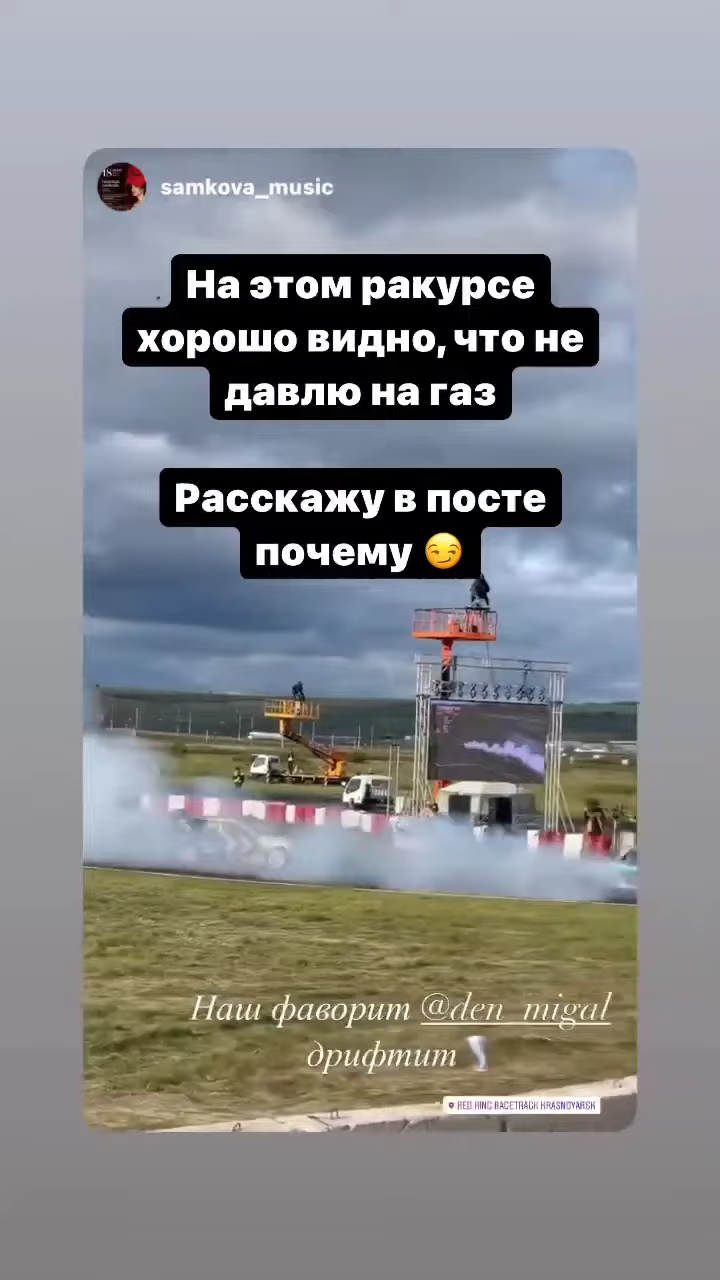 samkova_music
На этом ракурсе
хорошо видно, что не
давлю на газ
Расскажу в посте
почему 😏
Наш фаворит @den_migal
дрифтит
RED RING RACETRACK KRASNOYARSK